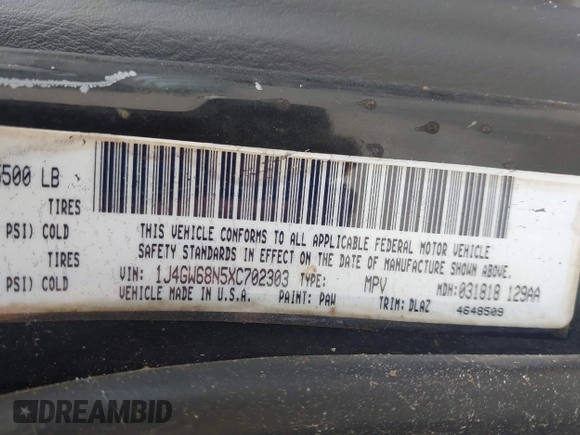 500 LB
TIRES
PSI) COLD
TIRES
PSI) COLD
THIS VEHICLE CONFORMS TO ALL APPLICABLE FEDERAL MOTOR VEHICLE
SAFETY STANDARDS IN EFFECT ON THE DATE OF MANUFACTURE SHOWN ABOVE.
VIN: 1J4GW68N5XC702303 TYPE: MPV MDH: 031818 129AA
VEHICLE MADE IN U.S.A. PAINT: PAW TRIM: DLAZ 4648509
DREAMBID